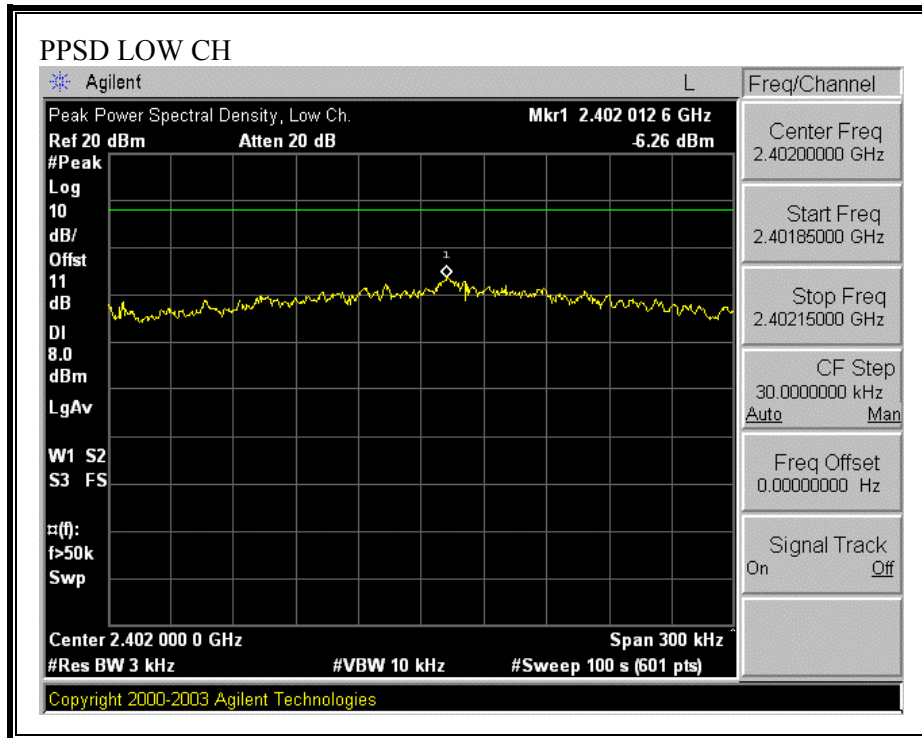 PPSD LOW CH
Agilent L Freq/Channel
Peak Power Spectral Density, Low Ch. Mkr1 2.402 012 6 GHz
Ref 20 dBm Atten 20 dB -6.26 dBm
#Peak
Log
10
dB/
Offst
11
dB
DI
8.0
dBm
LgAv
W1 S2
S3 FS
¤(f):
f>50k
Swp
1
Center 2.402 000 0 GHz Span 300 kHz ^
#Res BW 3 kHz #VBW 10 kHz #Sweep 100 s (601 pts)
Center Freq
2.40200000 GHz
Start Freq
2.40185000 GHz
Stop Freq
2.40215000 GHz
CF Step
30.0000000 kHz
Auto Man
Freq Offset
0.00000000 Hz
Signal Track
On Off
Copyright 2000-2003 Agilent Technologies